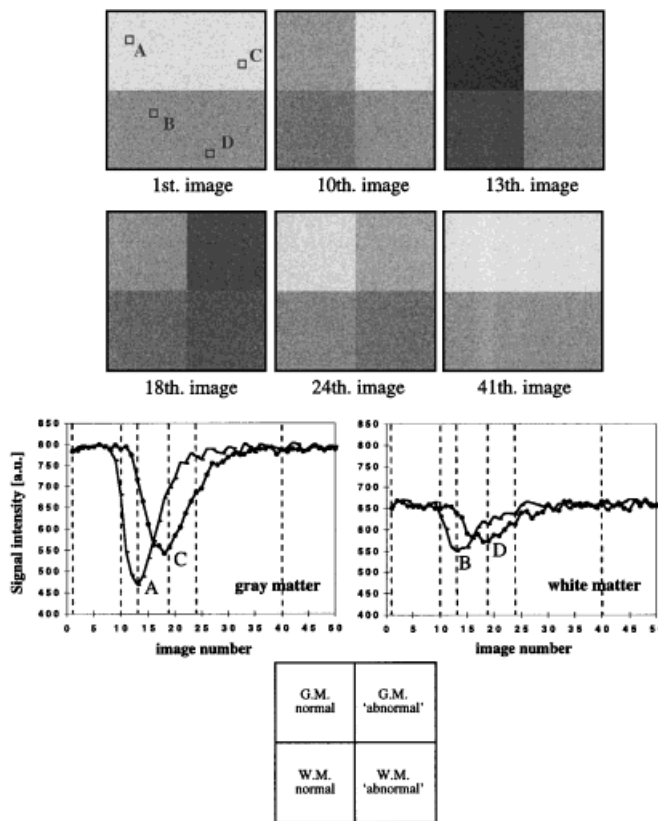 A
C
B
D
1st. image
10th. image
13th. image
18th. image
24th. image
41th. image
850
800
750
700
650
600
550
500
450
400
Signal intensity [a.u.]
A
C
gray matter
0 5 10 15 20 25 30 35 40 45 50
image number
850
800
750
700
650
600
550
500
450
400
B
D
white matter
0 5 10 15 20 25 30 35 40 45 50
image number
G.M.
normal
G.M.
'abnormal'
W.M.
normal
W.M.
'abnormal'